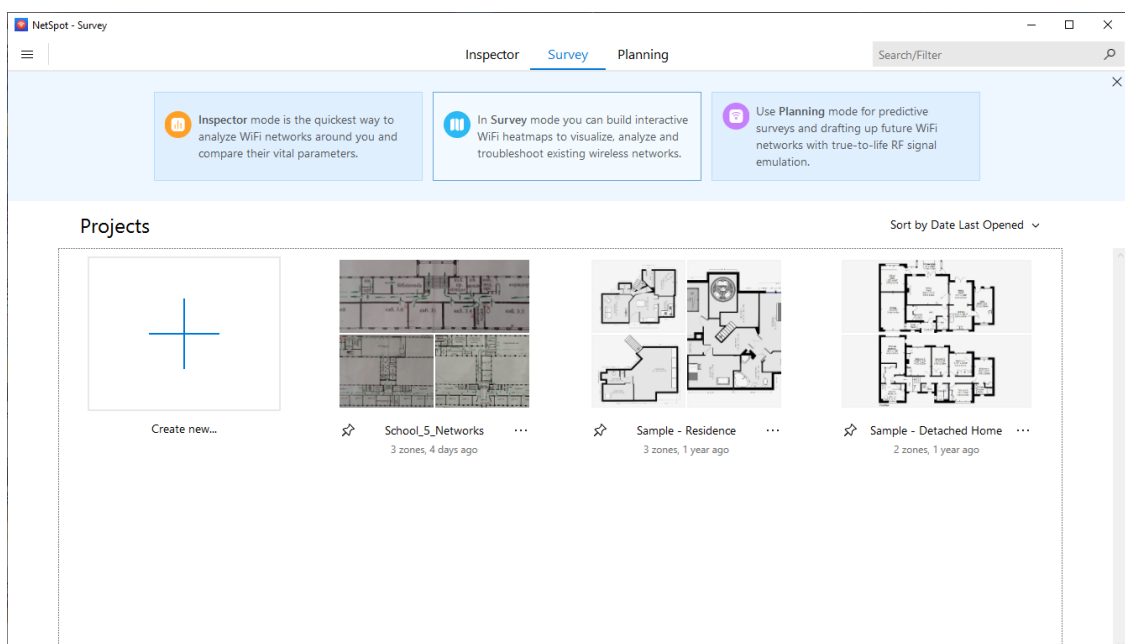 NetSpot - Survey
Inspector
Survey
Planning
Search/Filter
Inspector mode is the quickest way to
analyze WiFi networks around you and
compare their vital parameters.
In Survey mode you can build interactive
WiFi heatmaps to visualize, analyze and
troubleshoot existing wireless networks.
Use Planning mode for predictive
surveys and drafting up future WiFi
networks with true-to-life RF signal
emulation.
Projects
Sort by Date Last Opened
Create new...
School_5_Networks
3 zones, 4 days ago
Sample - Residence
3 zones, 1 year ago
Sample - Detached Home
2 zones, 1 year ago